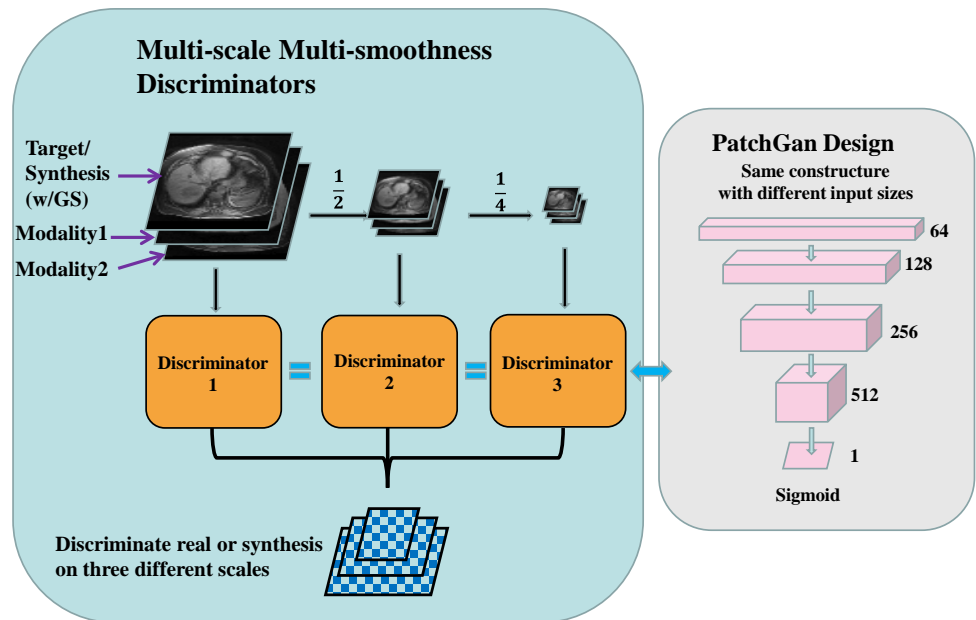 Multi-scale Multi-smoothness
Discriminators
Target/
Synthesis
(w/GS)
Modality1
Modality2
1
2
1
4
Discriminator
1
Discriminator
2
Discriminator
3
Discriminate real or synthesis
on three different scales
PatchGan Design
Same constructure
with different input sizes
64
128
256
512
1
Sigmoid